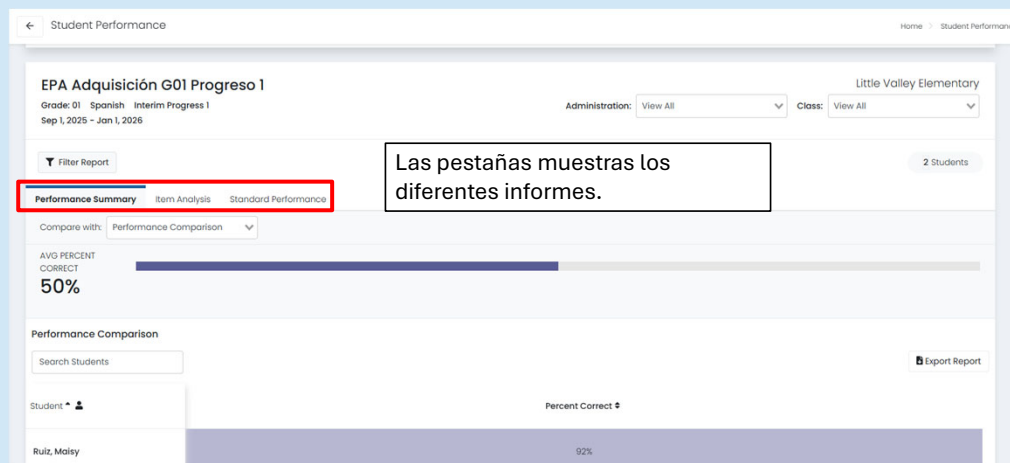 ← Student Performance
Home > Student Performan
EPA Adquisición G01 Progreso 1
Little Valley Elementary
Grade: 01 Spanish Interim Progress 1
Administration: View All Class: View All
Sep 1, 2025 - Jan 1, 2026
Filter Report
Las pestañas muestras los
diferentes informes.
2 Students
Performance Summary Item Analysis Standard Performance
Compare with: Performance Comparison
AVG PERCENT
CORRECT
50%
Performance Comparison
Search Students
Export Report
Student
Percent Correct
Ruiz, Maisy
92%